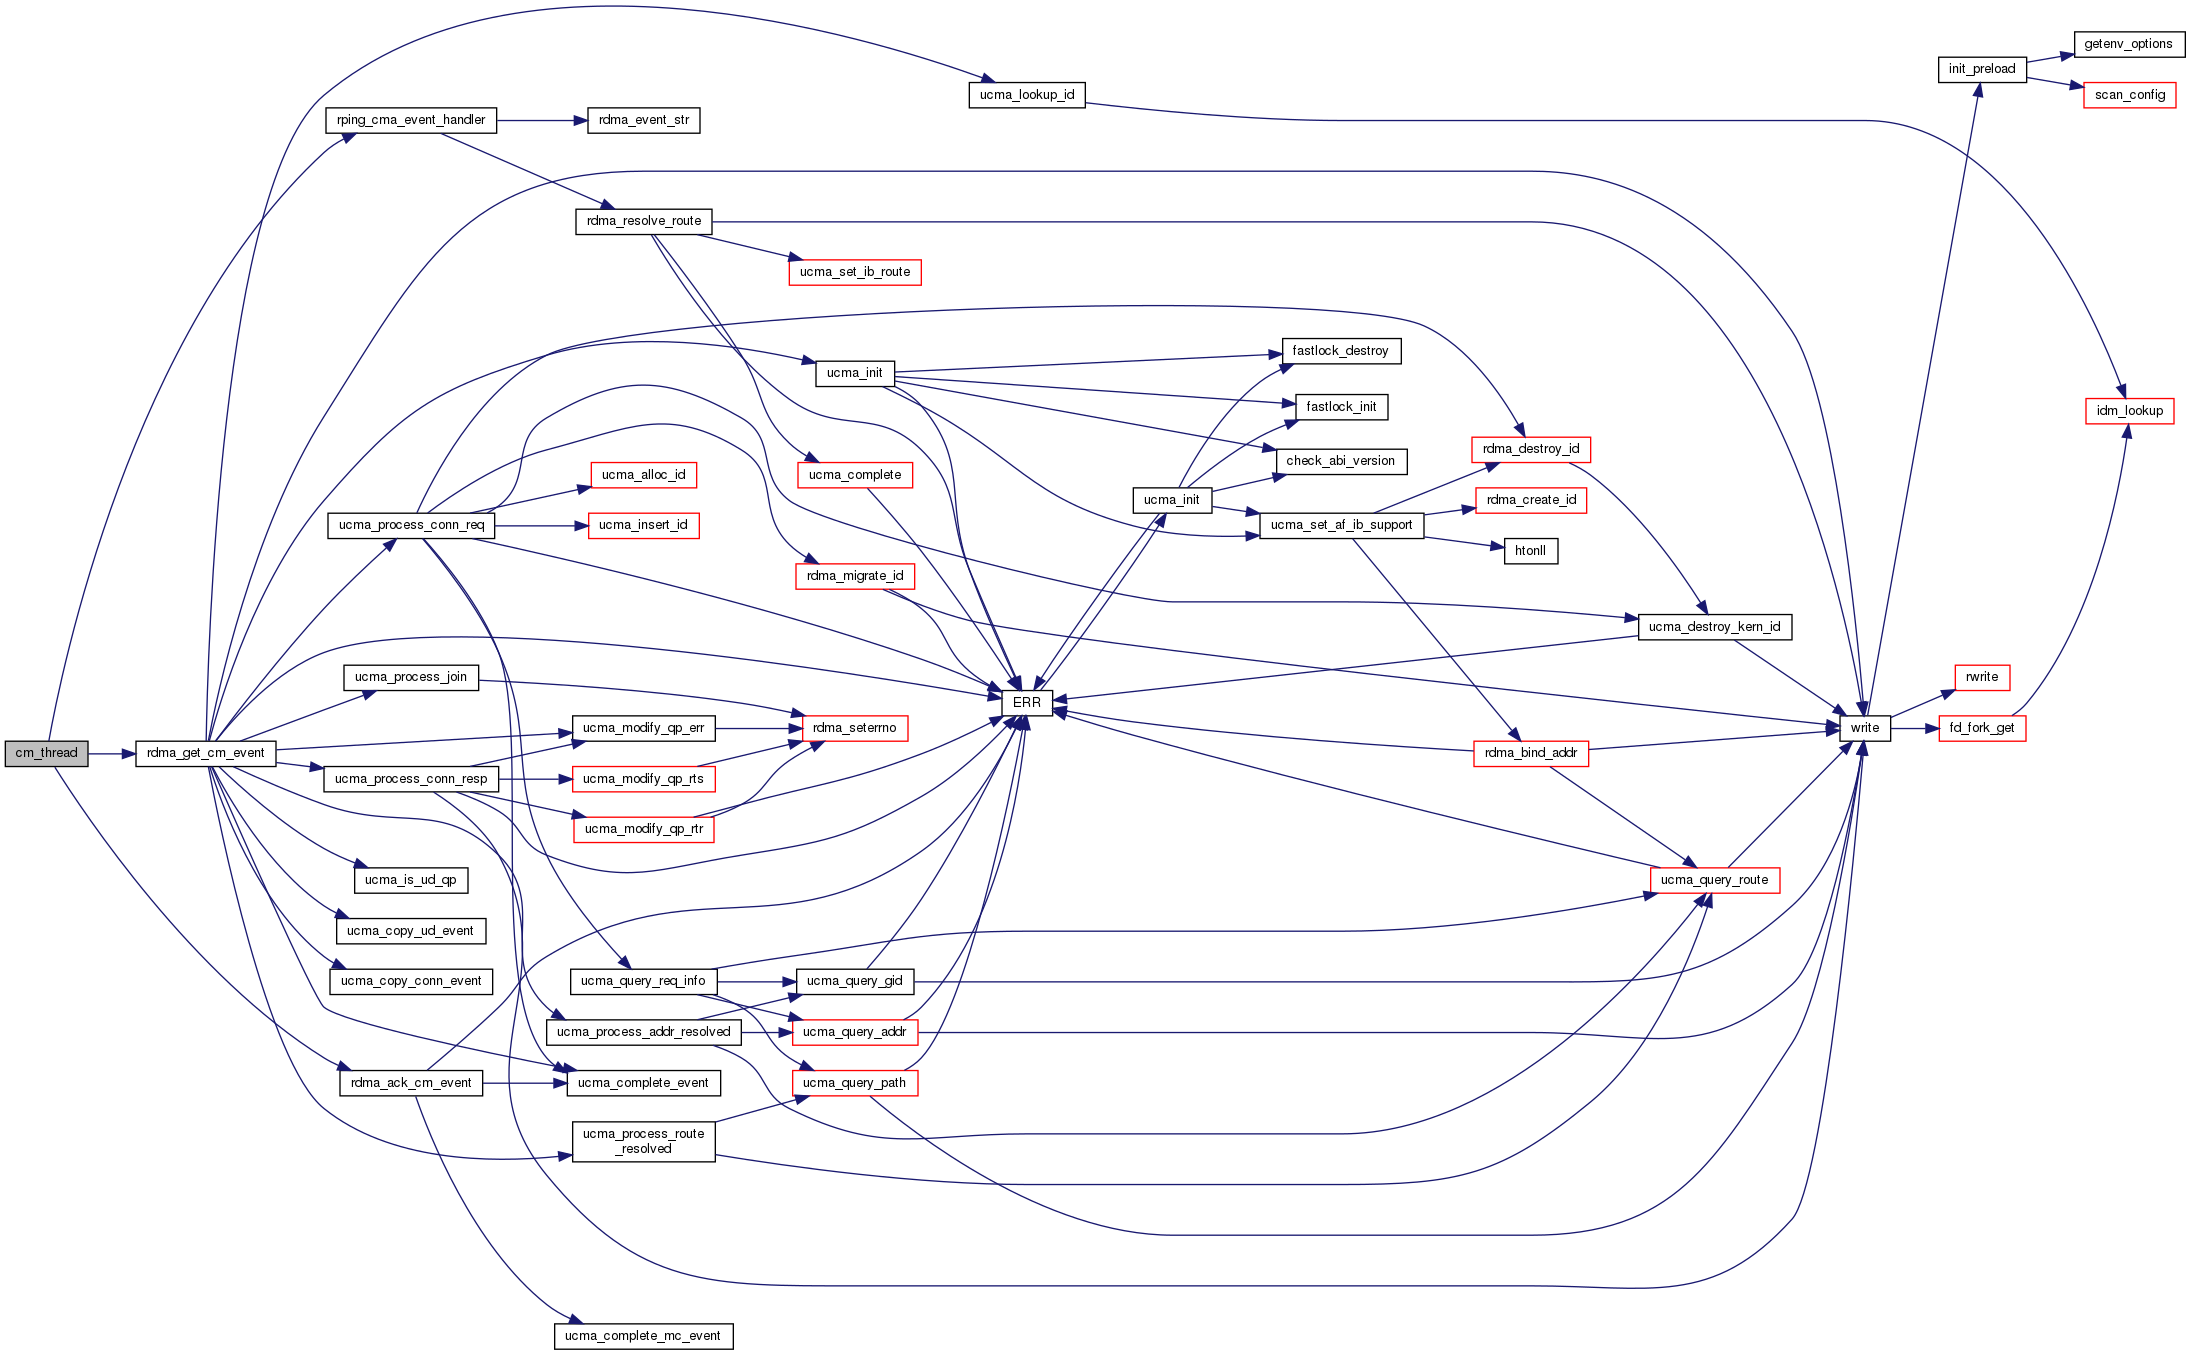 getenv_options
init_preload
scan_config
ucma_lookup_id
rping_cma_event_handler
rdma_event_str
rdma_resolve_route
ucma_set_ib_route
fastlock_destroy
ucma_init
fastlock_init
idm_lookup
rdma_destroy_id
check_abi_version
ucma_alloc_id
ucma_complete
ucma_init
rdma_create_id
ucma_process_conn_req
ucma_insert_id
ucma_set_af_ib_support
htonll
rdma_migrate_id
ucma_destroy_kern_id
ucma_process_join
rwrite
ERR
ucma_modify_qp_err
rdma_seterrno
write
fd_fork_get
cm_thread
rdma_get_cm_event
rdma_bind_addr
ucma_process_conn_resp
ucma_modify_qp_rts
ucma_modify_qp_rtr
ucma_is_ud_qp
ucma_query_route
ucma_copy_ud_event
ucma_copy_conn_event
ucma_query_req_info
ucma_query_gid
ucma_process_addr_resolved
ucma_query_addr
rdma_ack_cm_event
ucma_complete_event
ucma_query_path
ucma_process_route
_resolved
ucma_complete_mc_event